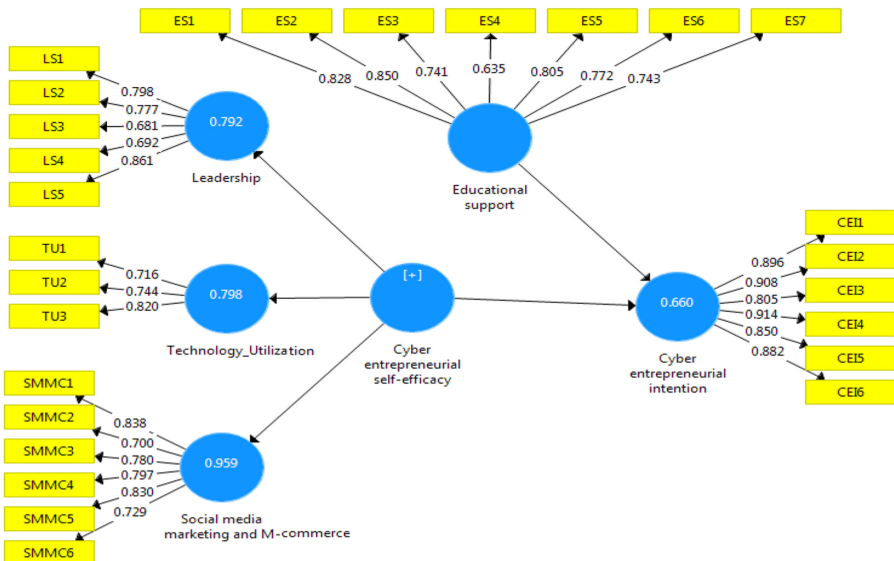 ES1 ES2 ES3 ES4 ES5 ES6 ES7
0.828 0.850 0.741 0.635 0.805 0.772 0.743
Educational
support
LS1
LS2
LS3
LS4
LS5
0.798
0.777
0.681
0.692
0.861
0.792
Leadership
TU1
TU2
TU3
0.716
0.744
0.820
0.798
Technology_Utilization
[+]
Cyber
entrepreneurial
self-efficacy
0.660
Cyber
entrepreneurial
intention
0.896
0.908
0.805
0.914
0.850
0.882
CEI1
CEI2
CEI3
CEI4
CEI5
CEI6
SMMC1
SMMC2
SMMC3
SMMC4
SMMC5
SMMC6
0.838
0.700
0.780
0.797
0.830
0.729
0.959
Social media
marketing and M-commerce